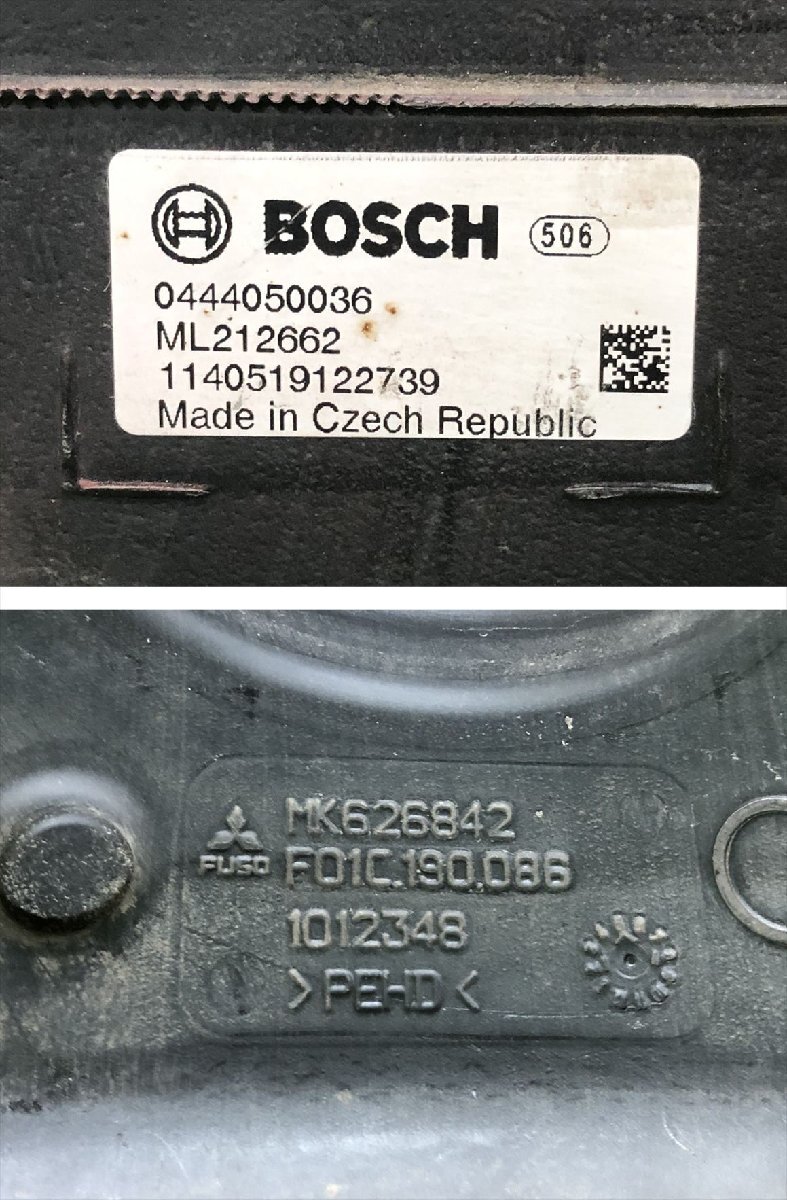 BOSCH 506
0444050036
ML212662
1140519122739
Made in Czech Republic
MK626842
FUSO F01C.190.086
1012348
>PEHD<